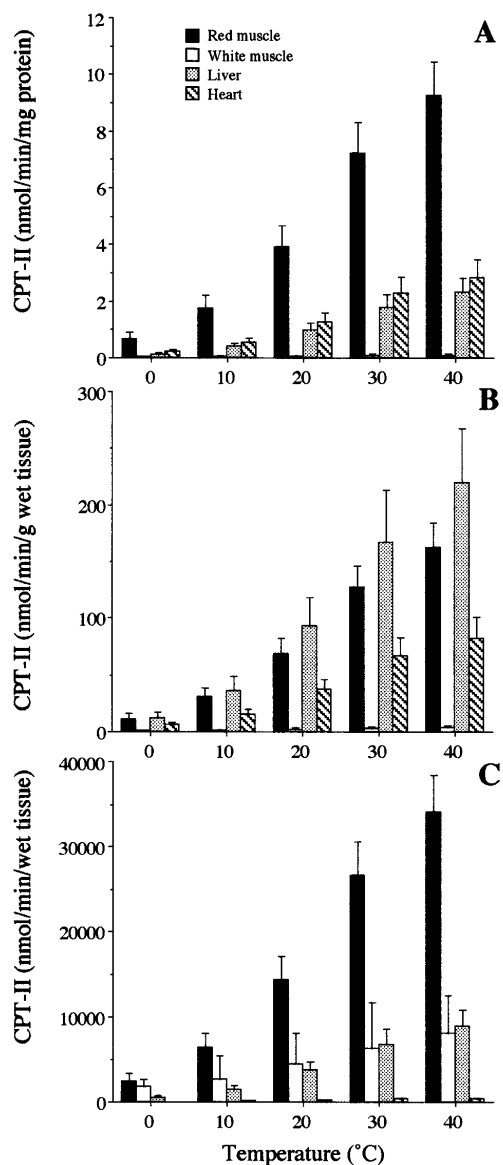 A
Red muscle
White muscle
Liver
Heart
CPT-II (nmol/min/mg protein)
12
10
8
6
4
2
0
0 10 20 30 40
B
CPT-II (nmol/min/g wet tissue)
300
200
100
0
0 10 20 30 40
C
CPT-II (nmol/min/wet tissue)
40000
30000
20000
10000
0
0 10 20 30 40
Temperature (°C)